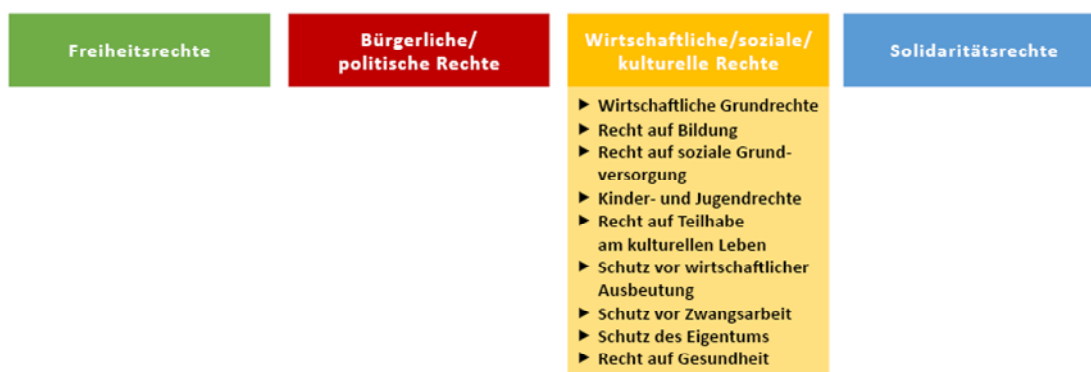 Freiheitsrechte
Bürgerliche/
politische Rechte
Wirtschaftliche/soziale/
kulturelle Rechte
Solidaritätsrechte
► Wirtschaftliche Grundrechte
► Recht auf Bildung
► Recht auf soziale Grund-
versorgung
► Kinder- und Jugendrechte
► Recht auf Teilhabe
am kulturellen Leben
► Schutz vor wirtschaftlicher
Ausbeutung
► Schutz vor Zwangsarbeit
► Schutz des Eigentums
► Recht auf Gesundheit